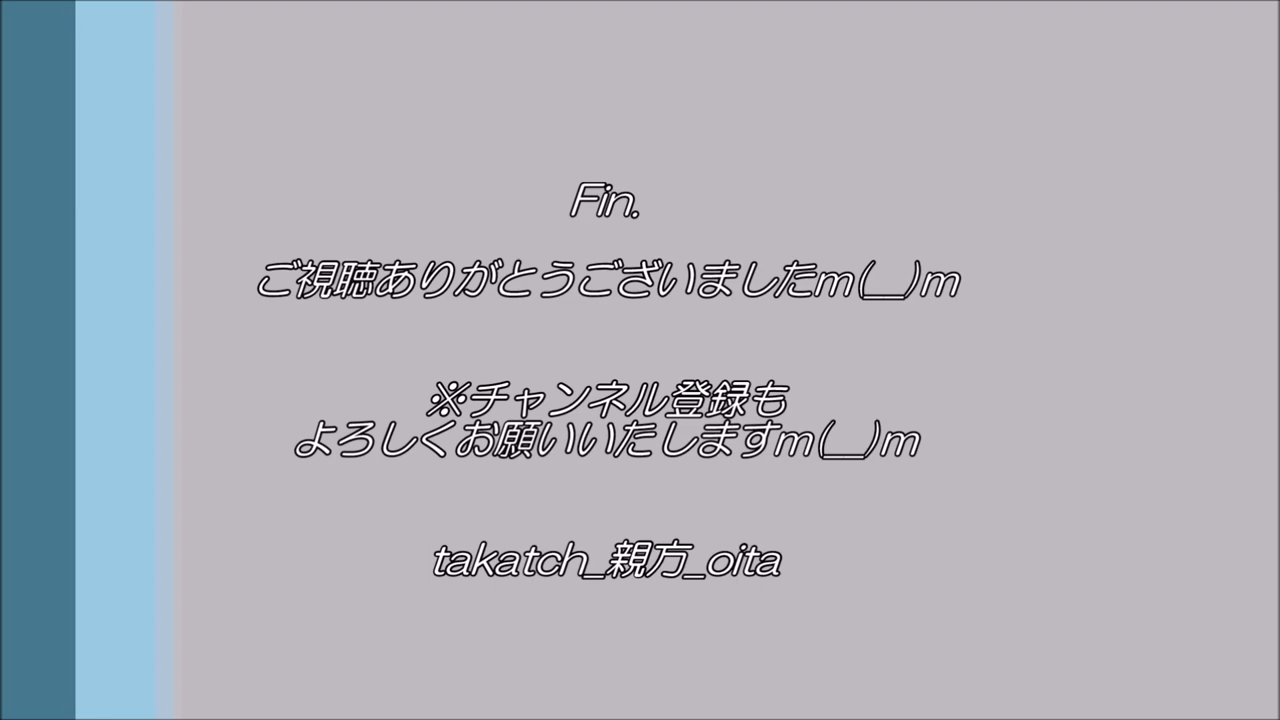 Fin.
ご視聴ありがとうございましたm(__)m
※チャンネル登録も
よろしくお願いいたしますm(__)m
takatch_親方_oita